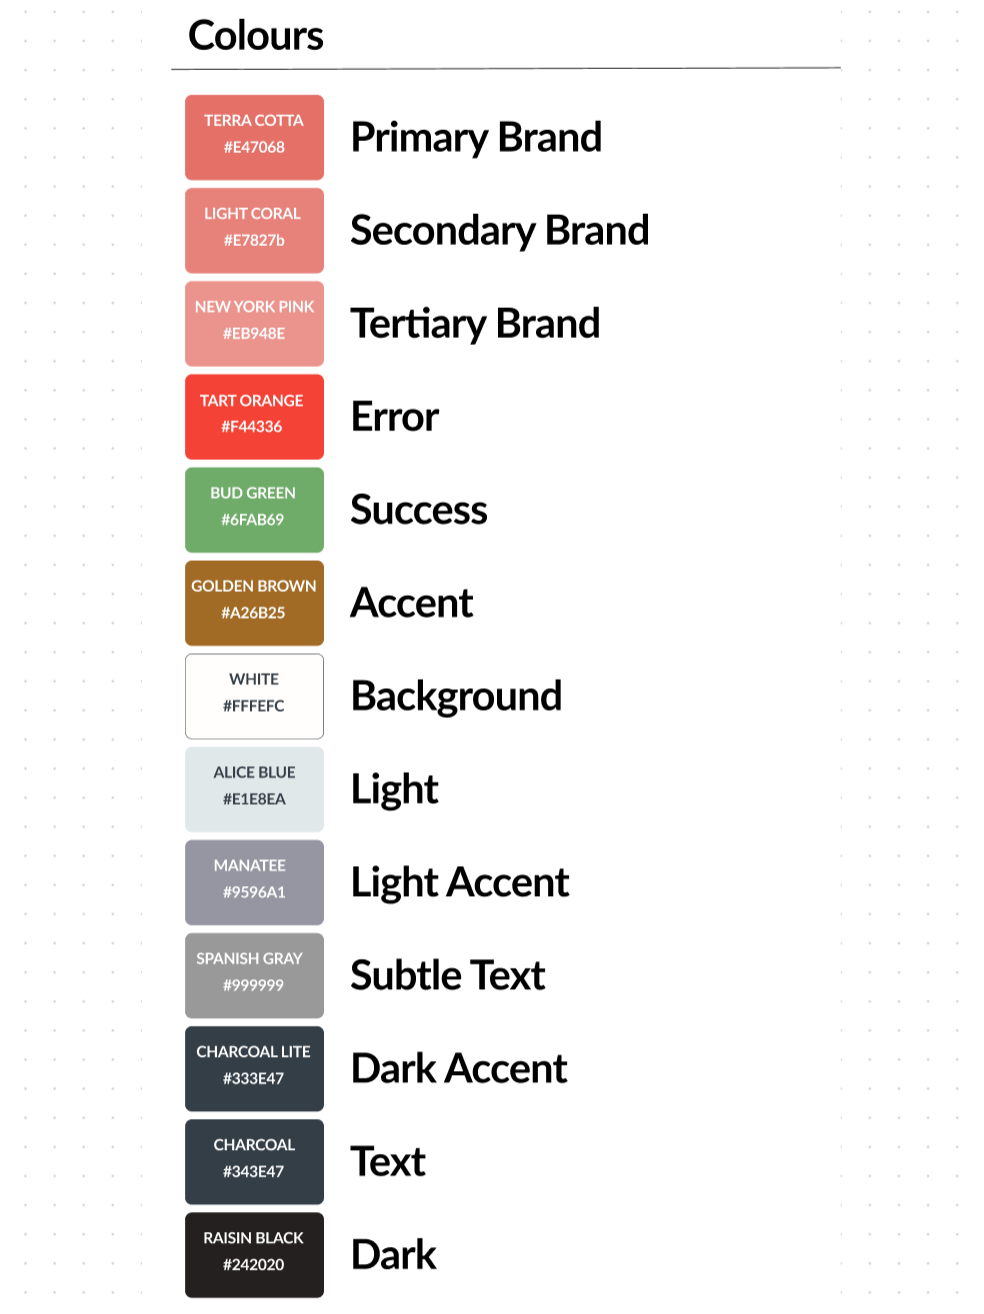 Colours
TERRA COTTA
#E47068
Primary Brand
LIGHT CORAL
#E7827b
Secondary Brand
NEW YORK PINK
#EB948E
Tertiary Brand
TART ORANGE
#F44336
Error
BUD GREEN
#6FAB69
Success
GOLDEN BROWN
#A26B25
Accent
WHITE
#FFFEFC
Background
ALICE BLUE
#E1E8EA
Light
MANATEE
#9596A1
Light Accent
SPANISH GRAY
#999999
Subtle Text
CHARCOAL LITE
#333E47
Dark Accent
CHARCOAL
#343E47
Text
RAISIN BLACK
#242020
Dark